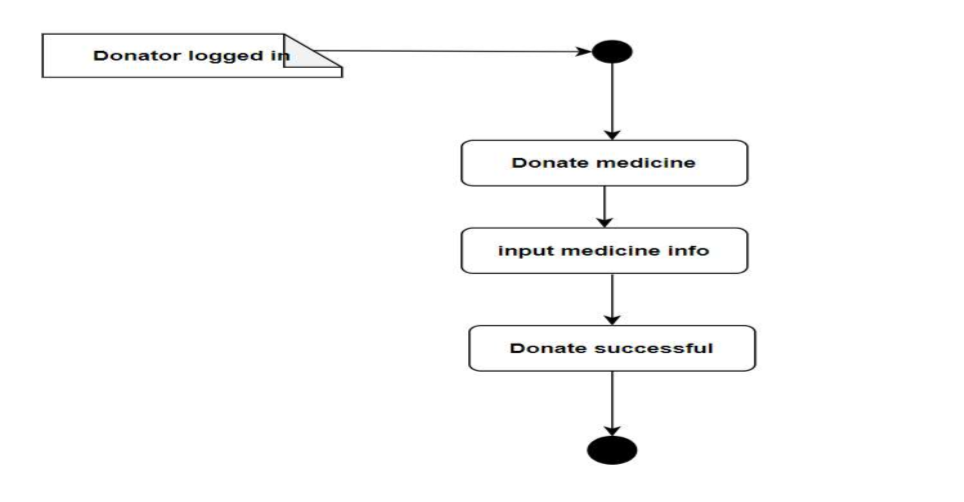 Donator logged in
Donate medicine
input medicine info
Donate successful